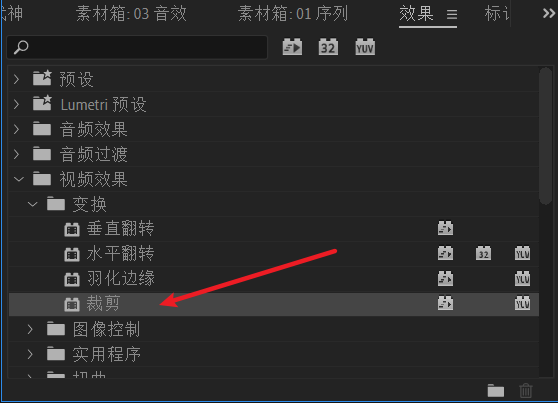 素材箱: 03 音效 素材箱: 01 序列 效果
32 YUV
预设
Lumetri 预设
音频效果
音频过渡
视频效果
变换
垂直翻转
水平翻转 32 YUV
羽化边缘 YUV
裁剪 YUV
图像控制
实用程序
扭曲